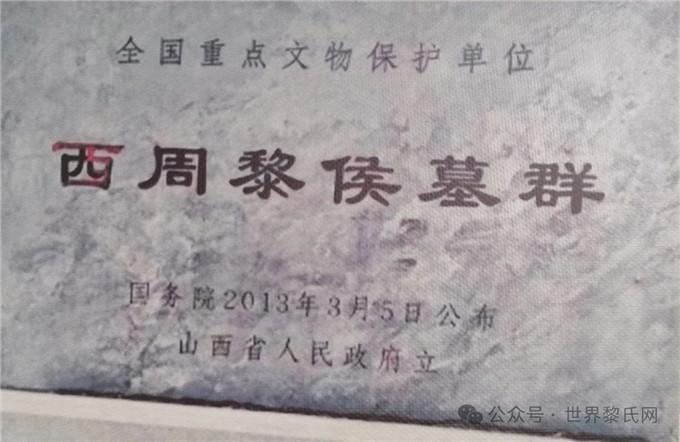 全国重点文物保护单位
西周黎侯墓群
国务院2013年3月5日公布
山西省人民政府立
公众号·世界黎氏网